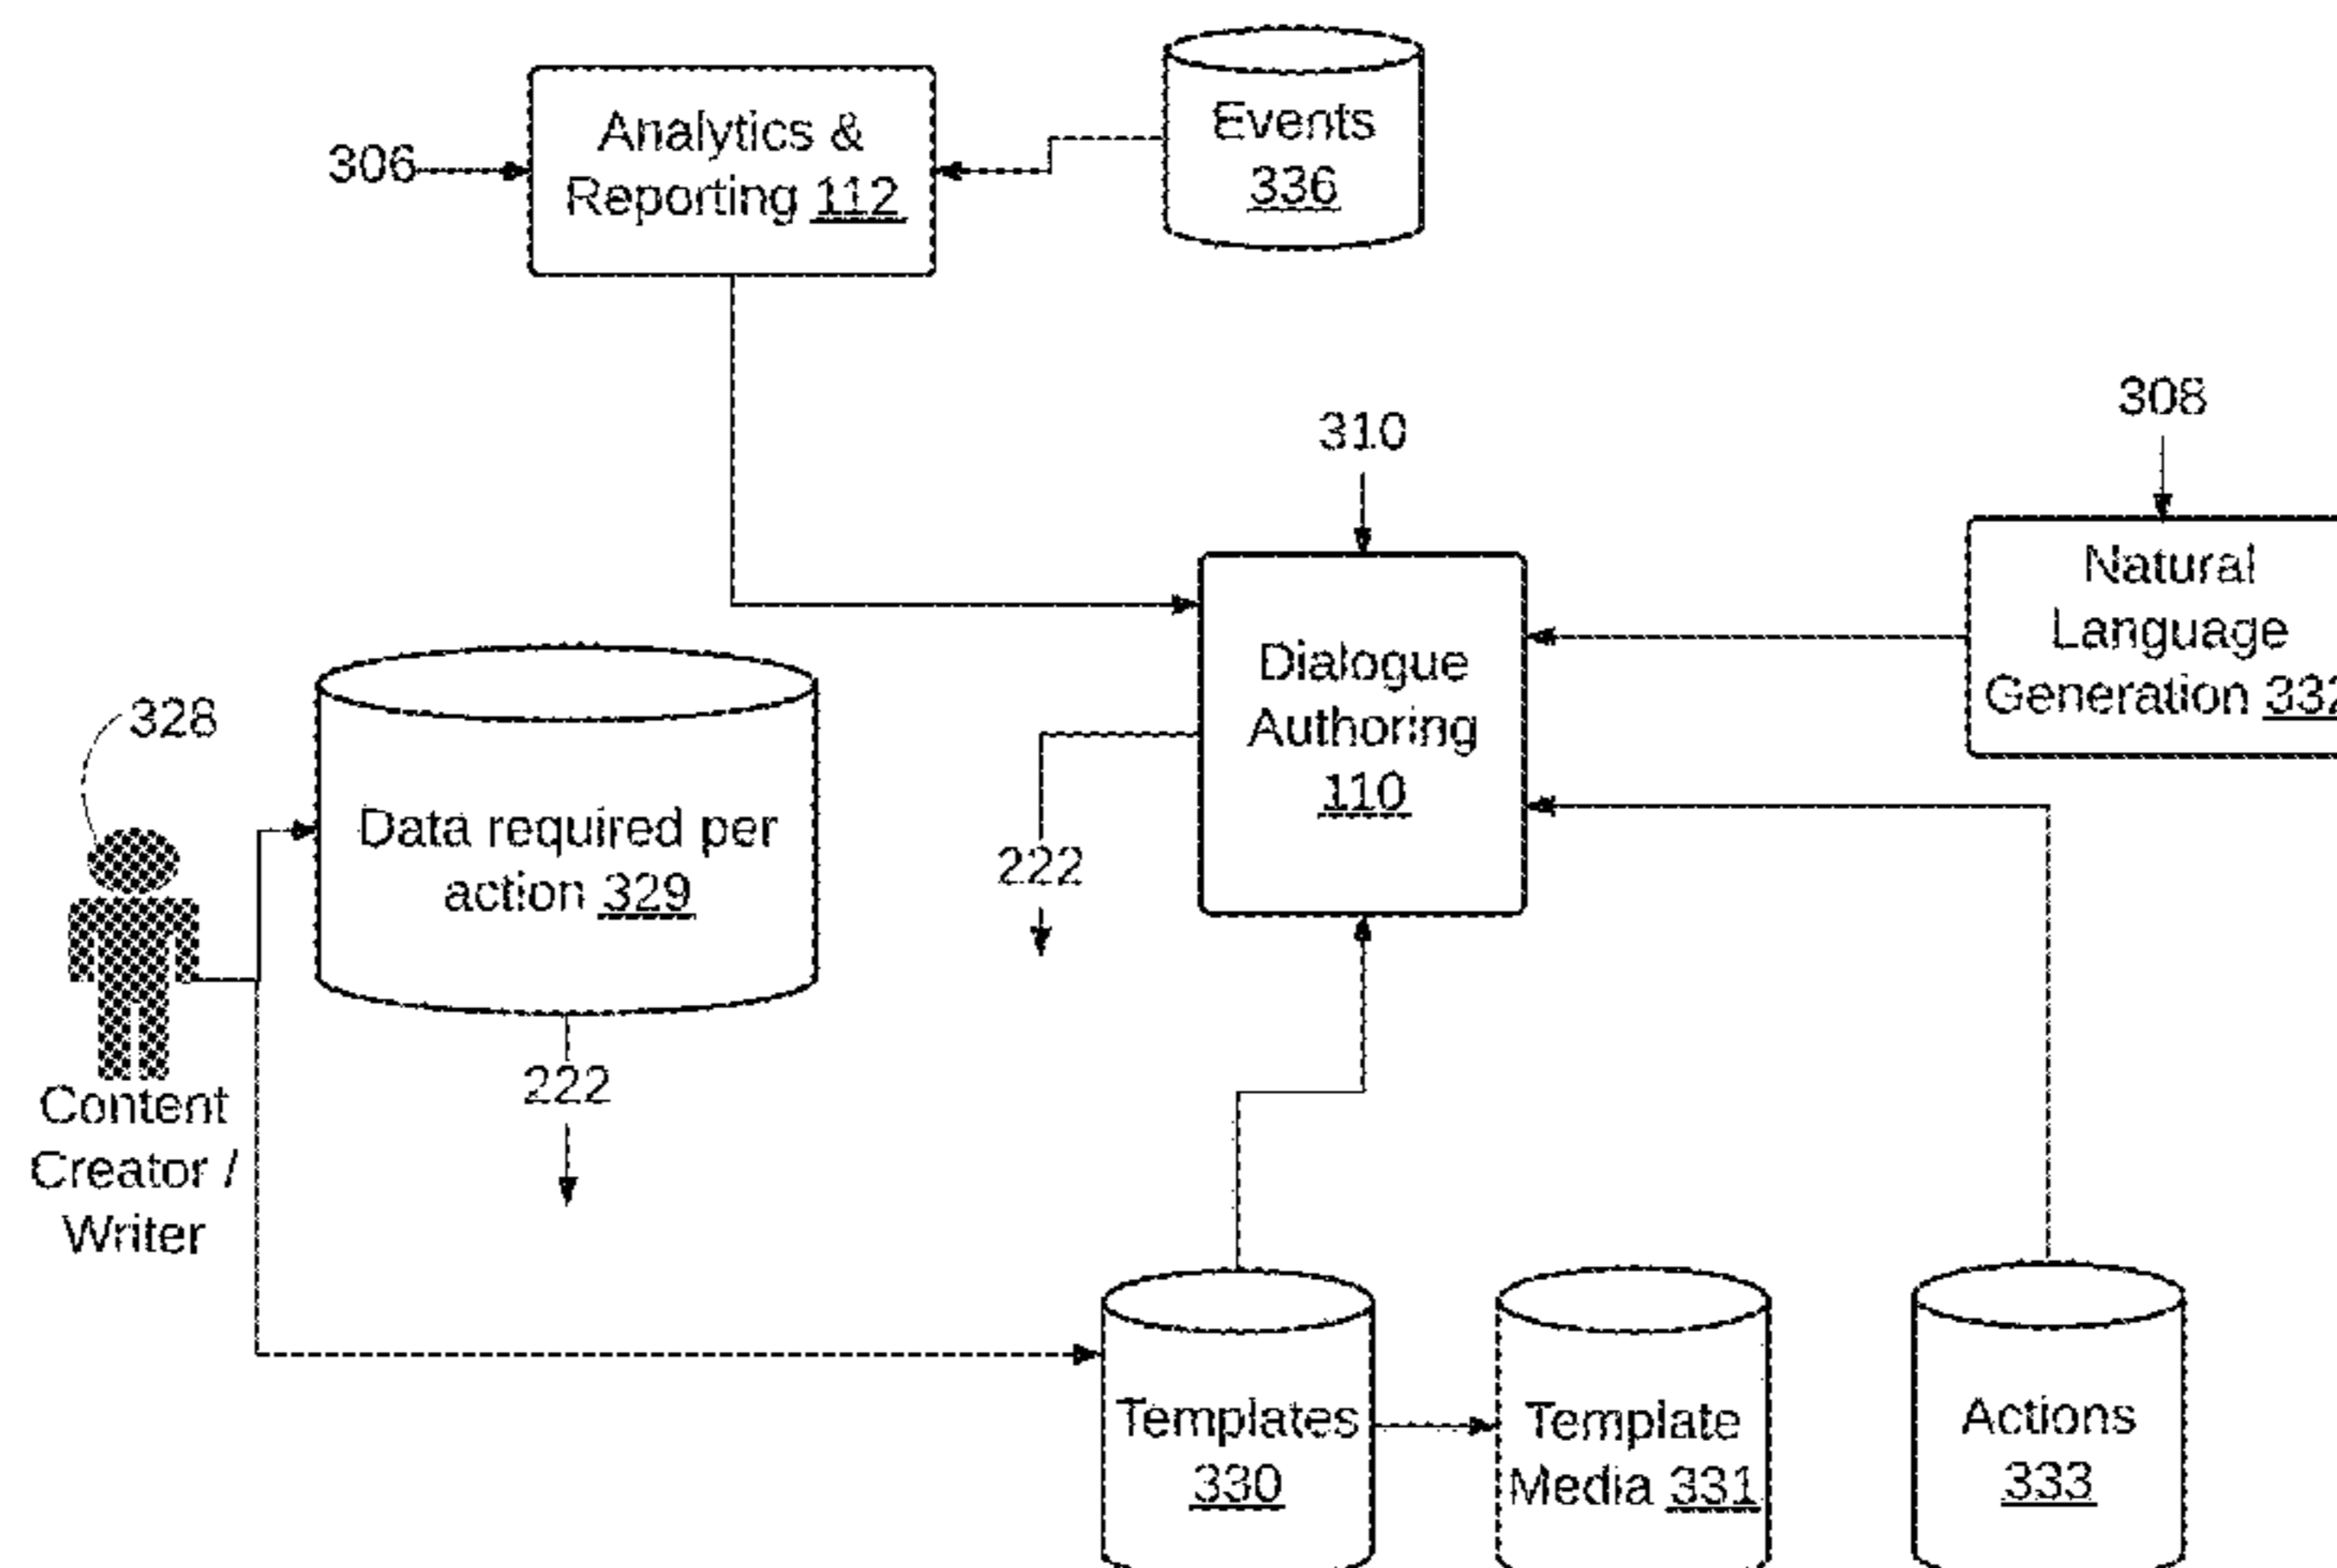 Events
336
306
Analytics &
Reporting 112
308
310
Natural
Language
Generation 332
Dialogue
Authoring
110
328
Data required per
action 329
222
222
Content
Creator /
Writer
Templates
330
Template
Media 331
Actions
333